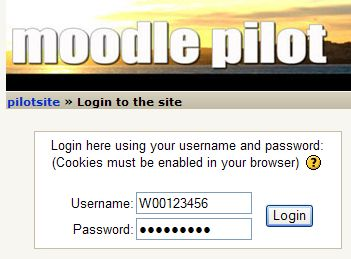 moodle pilot
pilotsite » Login to the site
Login here using your username and password:
(Cookies must be enabled in your browser) ?
Username: W00123456
Login
Password: ●●●●●●●●●